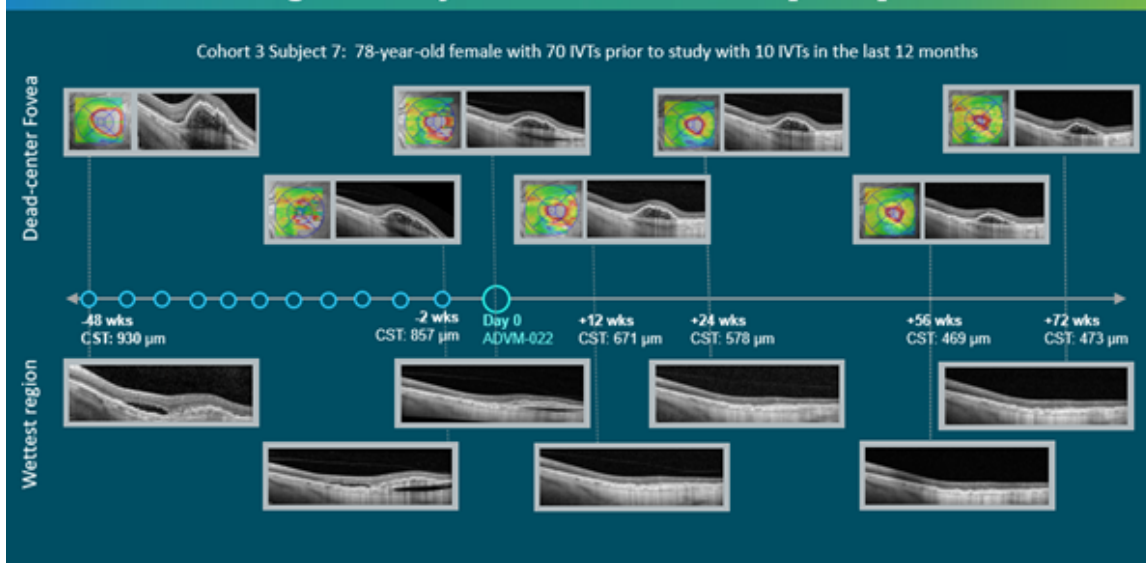 Cohort 3 Subject 7: 78-year-old female with 70 IVTs prior to study with 10 IVTs in the last 12 months
Dead-center Fovea
-48 wks
CST: 930 µm
-2 wks
CST: 857 µm
Day 0
ADVM-022
+12 wks
CST: 671 µm
+24 wks
CST: 578 µm
+56 wks
CST: 469 µm
+72 wks
CST: 473 µm
Wettest region